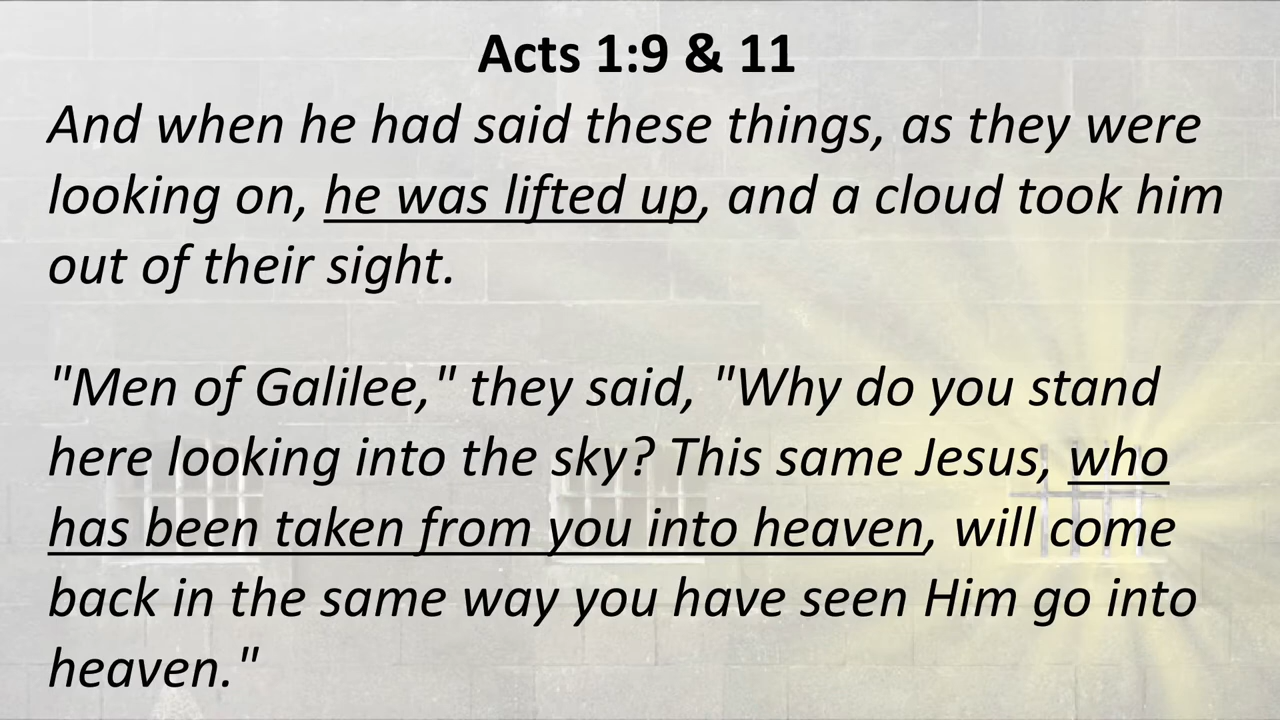 Acts 1:9 & 11
And when he had said these things, as they were
looking on, he was lifted up, and a cloud took him
out of their sight.
"Men of Galilee," they said, "Why do you stand
here looking into the sky? This same Jesus, who
has been taken from you into heaven, will come
back in the same way you have seen Him go into
heaven."